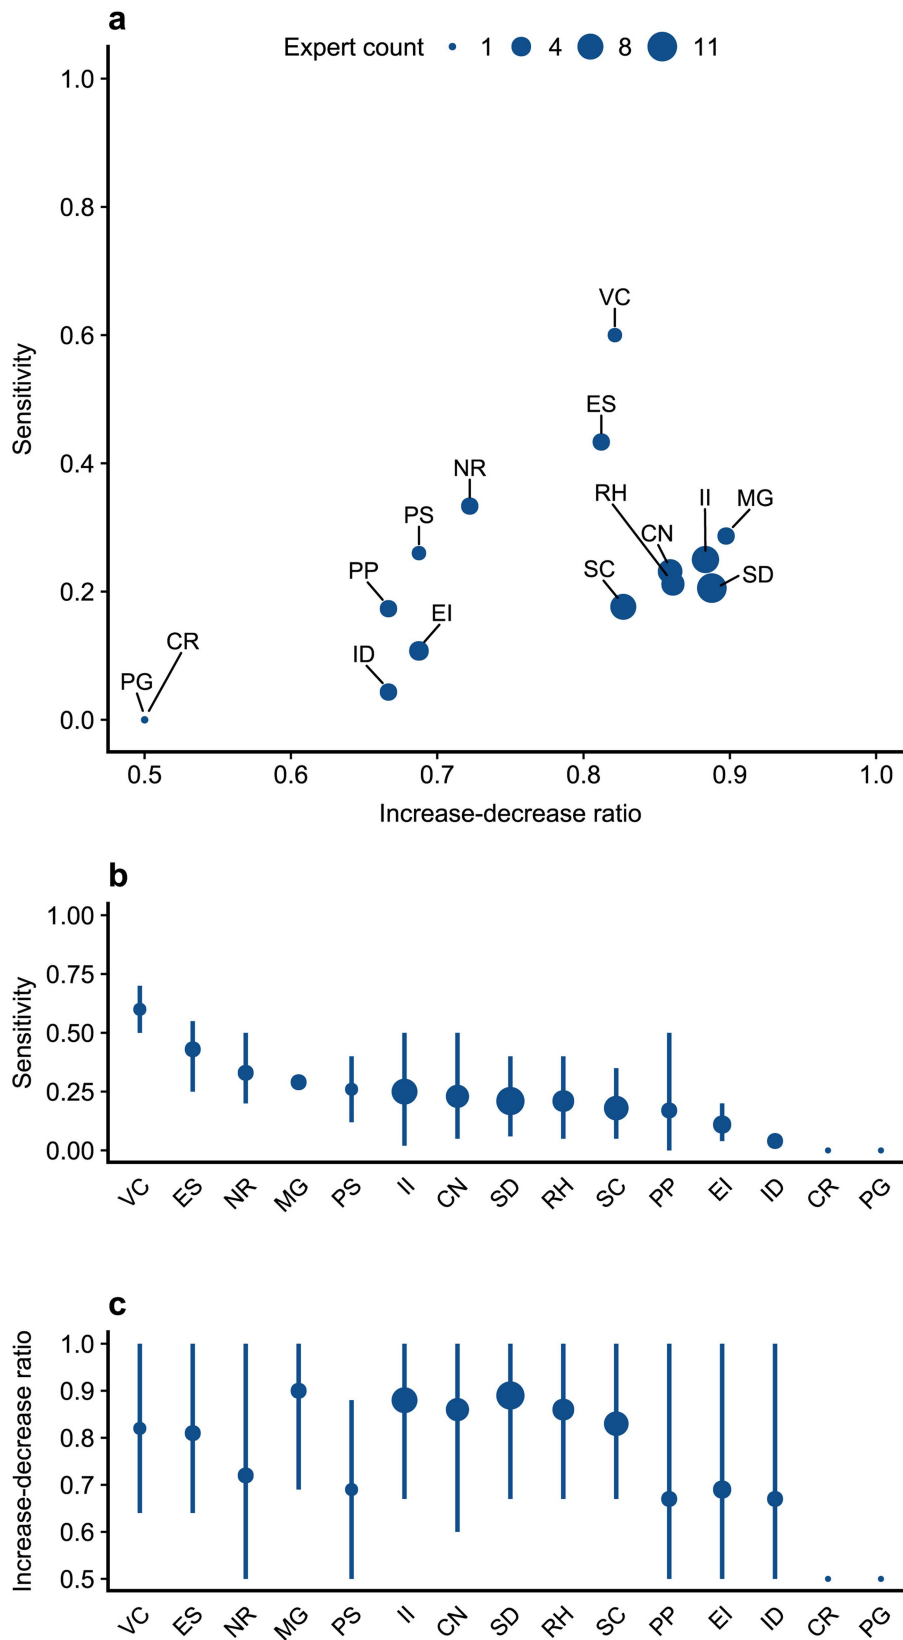 a
Expert count 1 4 8 11
1.0
0.8
VC
0.6
ES
Sensitivity
0.4
NR
RH
II
MG
PS
CN
PP
SC
SD
0.2
EI
CR
ID
PG
0.0
0.5 0.6 0.7 0.8 0.9 1.0
Increase-decrease ratio
b
1.00
0.75
Sensitivity
0.50
0.25
0.00
VC ES NR MG PS II CN SD RH SC PP EI ID CR PG
c
1.0
0.9
Increase-decrease ratio
0.8
0.7
0.6
0.5
VC ES NR MG PS II CN SD RH SC PP EI ID CR PG